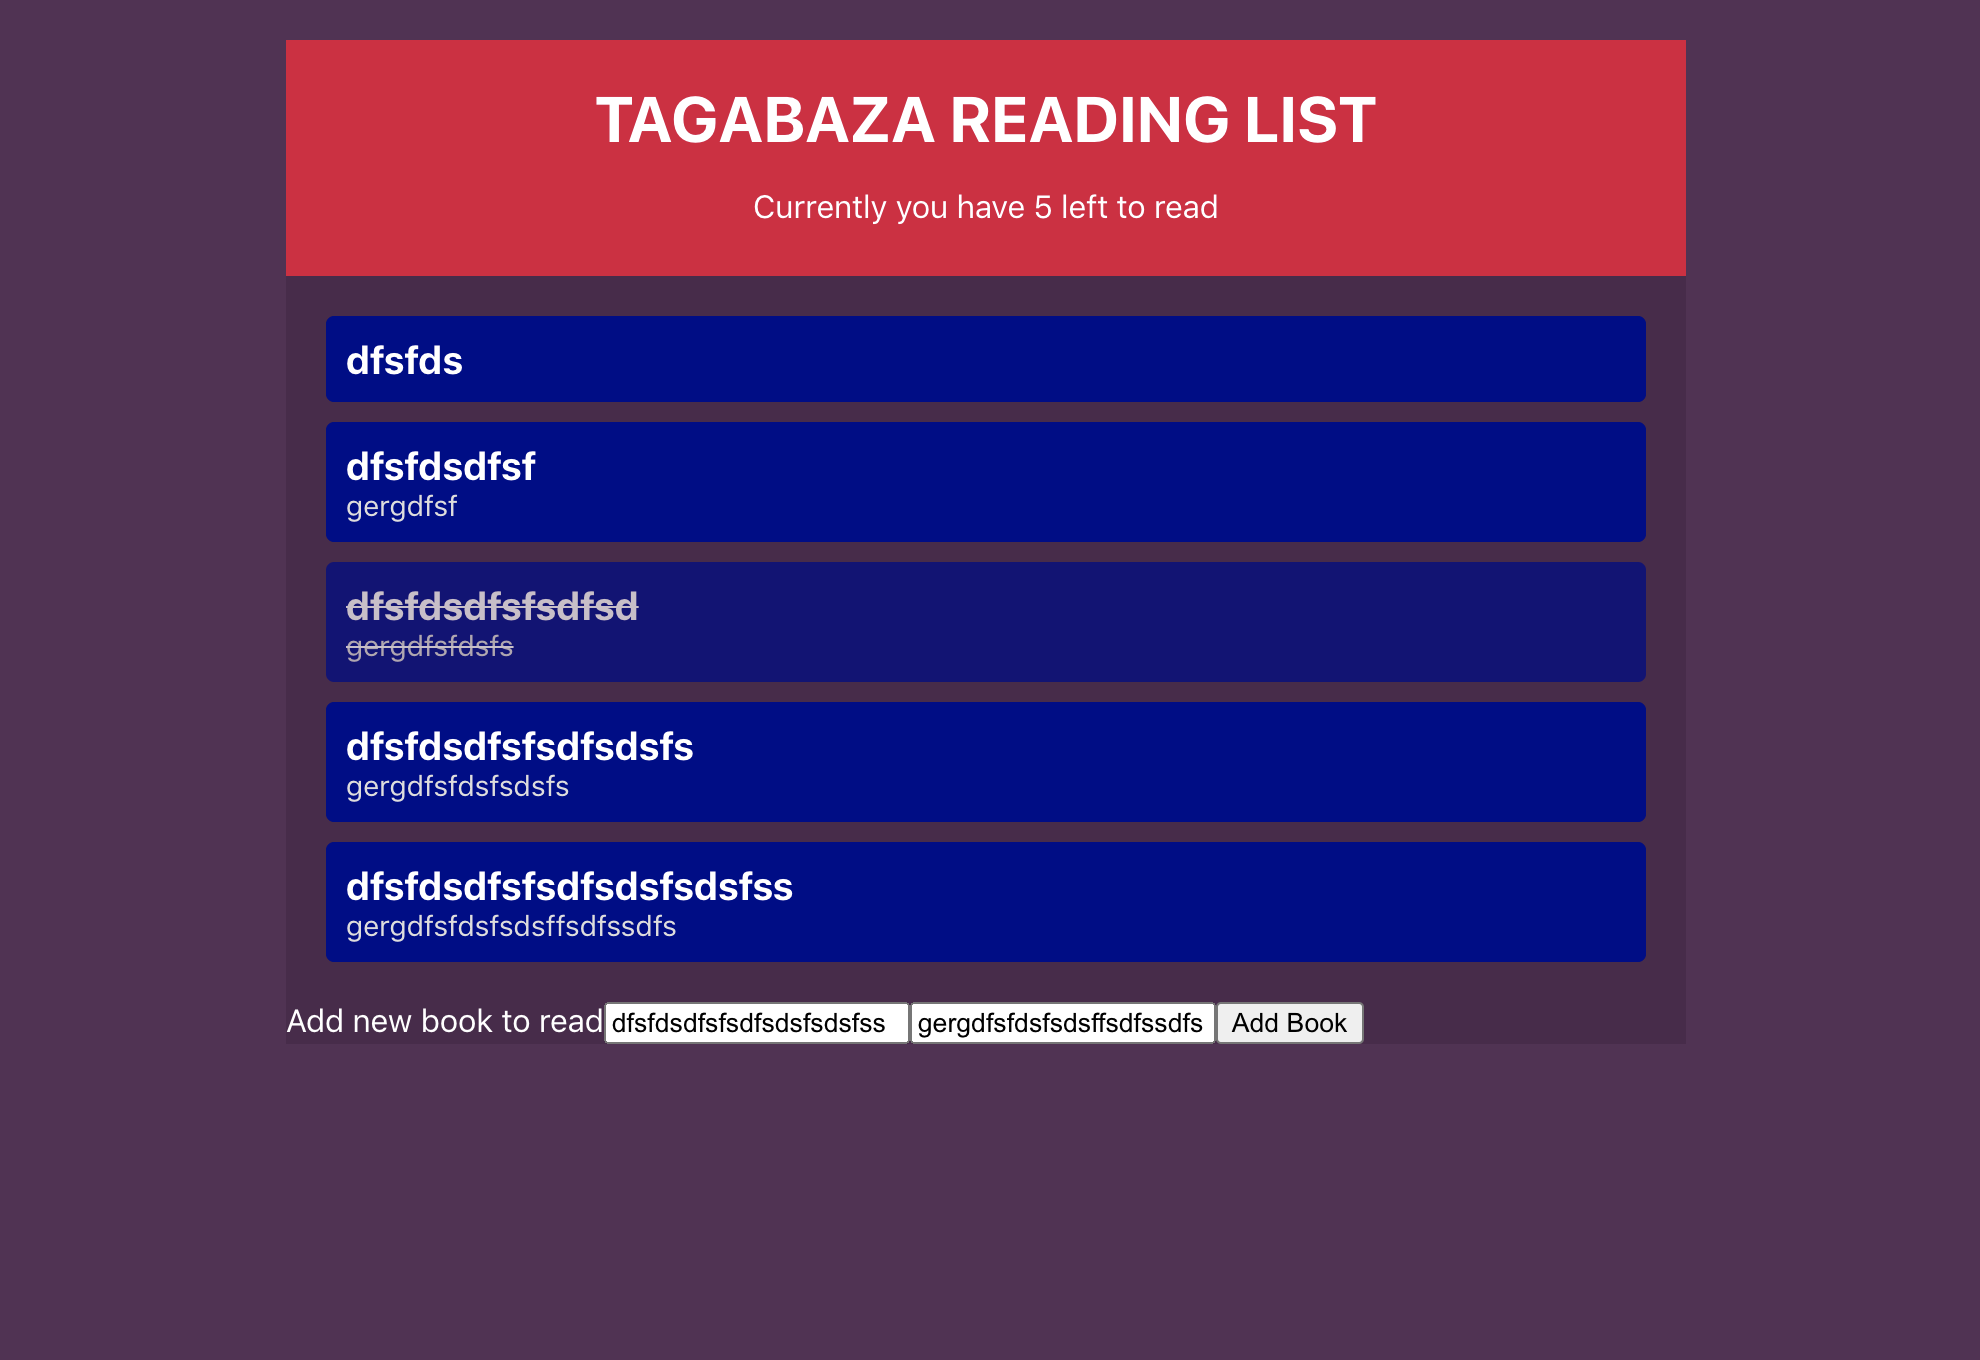 TAGABAZA READING LIST
Currently you have 5 left to read
dfsfds
dfsfdsdfsf
gergdfsf
dfsfdsdfsfsdfsd
gergdfsfdsfs
dfsfdsdfsfsdfsdsfs
gergdfsfdsfsdsfs
dfsfdsdfsfsdfsdsfsdsfss
gergdfsfdsfsdsffsdfssdfs
Add new book to read dfsfdsdfsfsdfsdsfsdsfss gergdfsfdsfsdsffsdfssdfs Add Book